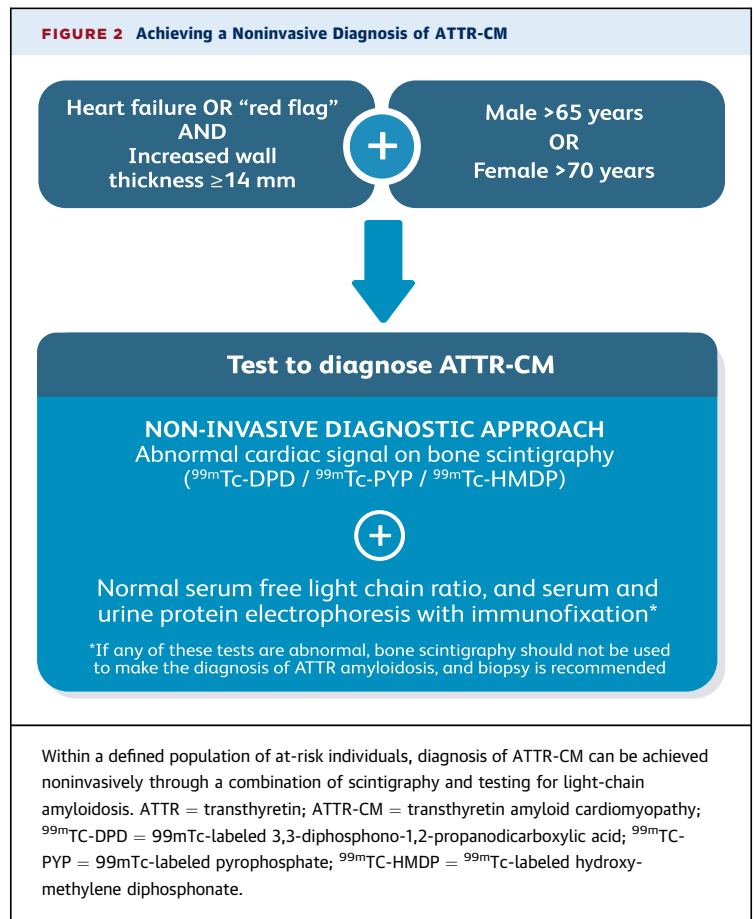 FIGURE 2 Achieving a Noninvasive Diagnosis of ATTR-CM
Heart failure OR “red flag”
AND
Increased wall
thickness ≥14 mm
+
Male >65 years
OR
Female >70 years
Test to diagnose ATTR-CM
NON-INVASIVE DIAGNOSTIC APPROACH
Abnormal cardiac signal on bone scintigraphy
(⁹⁹ᵐTc-DPD / ⁹⁹ᵐTc-PYP / ⁹⁹ᵐTc-HMDP)
+
Normal serum free light chain ratio, and serum and
urine protein electrophoresis with immunofixation*
*If any of these tests are abnormal, bone scintigraphy should not be used
to make the diagnosis of ATTR amyloidosis, and biopsy is recommended
Within a defined population of at-risk individuals, diagnosis of ATTR-CM can be achieved
noninvasively through a combination of scintigraphy and testing for light-chain
amyloidosis. ATTR = transthyretin; ATTR-CM = transthyretin amyloid cardiomyopathy;
⁹⁹ᵐTC-DPD = 99mTc-labeled 3,3-diphosphono-1,2-propanodicarboxylic acid; ⁹⁹ᵐTC-
PYP = 99mTc-labeled pyrophosphate; ⁹⁹ᵐTC-HMDP = ⁹⁹ᵐTc-labeled hydroxy-
methylene diphosphonate.